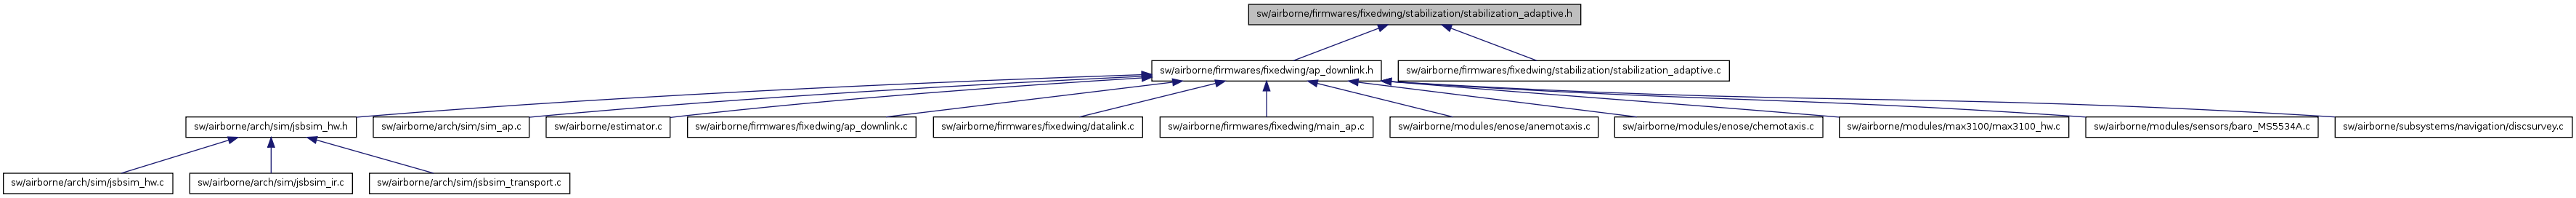 sw/airborne/firmwares/fixedwing/stabilization/stabilization_adaptive.h
sw/airborne/firmwares/fixedwing/ap_downlink.h
sw/airborne/firmwares/fixedwing/stabilization/stabilization_adaptive.c
sw/airborne/arch/sim/jsbsim_hw.h
sw/airborne/arch/sim/sim_ap.c
sw/airborne/estimator.c
sw/airborne/firmwares/fixedwing/ap_downlink.c
sw/airborne/firmwares/fixedwing/datalink.c
sw/airborne/firmwares/fixedwing/main_ap.c
sw/airborne/modules/enose/anemotaxis.c
sw/airborne/modules/enose/chemotaxis.c
sw/airborne/modules/max3100/max3100_hw.c
sw/airborne/modules/sensors/baro_MS5534A.c
sw/airborne/subsystems/navigation/discsurvey.c
sw/airborne/arch/sim/jsbsim_hw.c
sw/airborne/arch/sim/jsbsim_ir.c
sw/airborne/arch/sim/jsbsim_transport.c